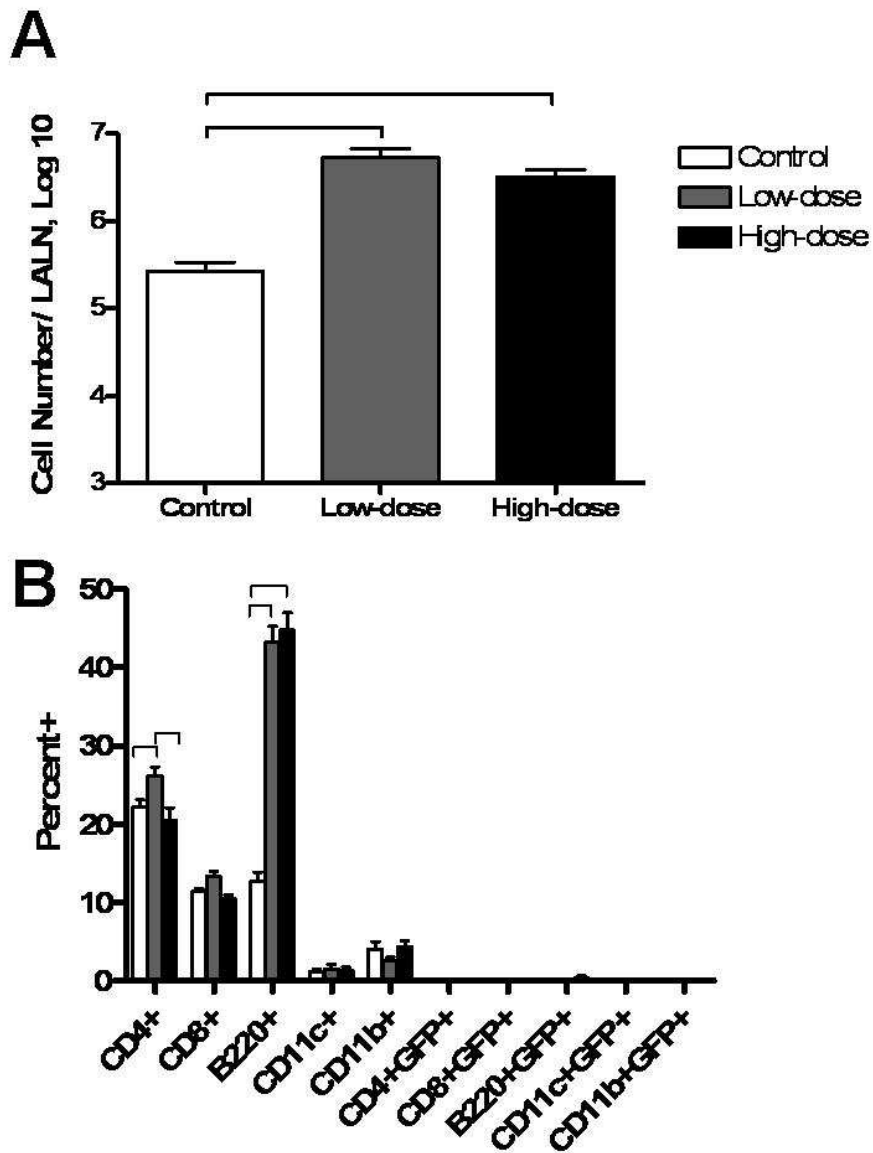 A
Cell Number/ LALN, Log 10
7
6
5
4
3
Control
Low-dose
High-dose
Control
Low-dose
High-dose
B
Percent+
50
40
30
20
10
0
CD4+
CD8+
B220+
CD11c+
CD11b+
CD4+GFP+
CD8+GFP+
B220+GFP+
CD11c+GFP+
CD11b+GFP+